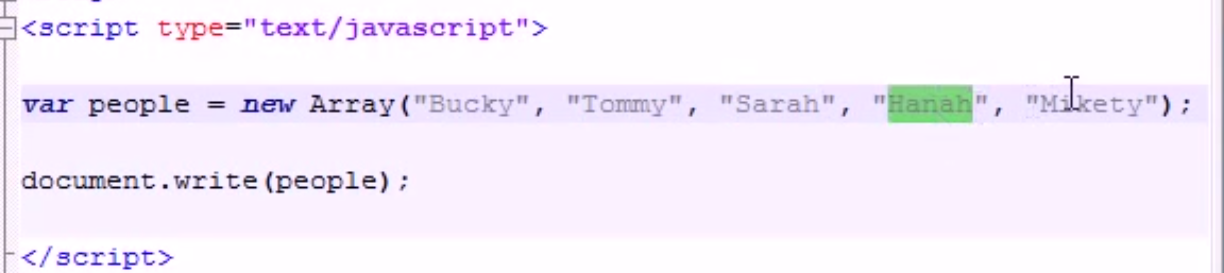 <script type="text/javascript">
var people = new Array("Bucky", "Tommy", "Sarah", "Hanah", "Mikety");
document.write(people);
</script>